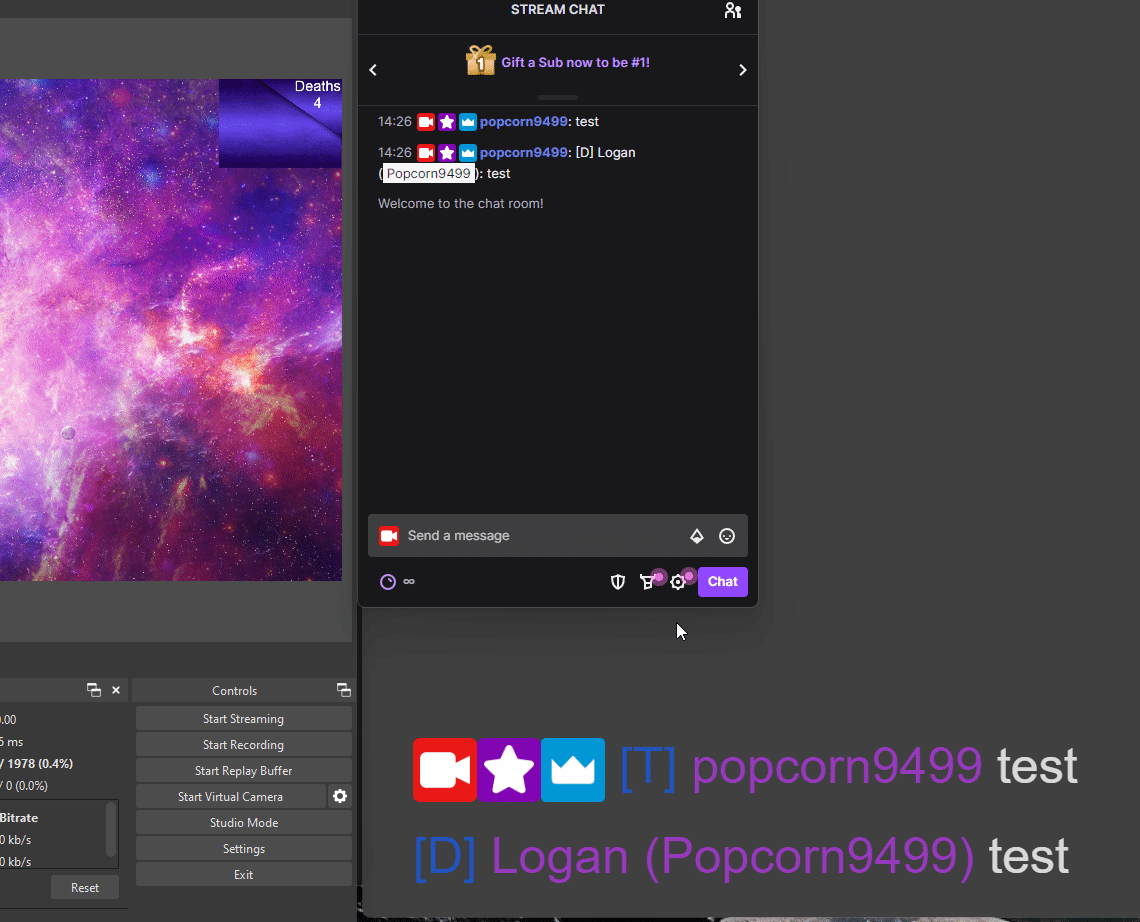 STREAM CHAT
1 Gift a Sub now to be #1!
Deaths
4
14:26 popcorn9499: test
14:26 popcorn9499: [D] Logan
(Popcorn9499): test
Welcome to the chat room!
Send a message
∞
Chat
Controls
.00
ms
/ 1978 (0.4%)
/ 0 (0.0%)
Bitrate
0 kb/s
0 kb/s
Reset
Start Streaming
Start Recording
Start Replay Buffer
Start Virtual Camera
Studio Mode
Settings
Exit
[T] popcorn9499 test
[D] Logan (Popcorn9499) test